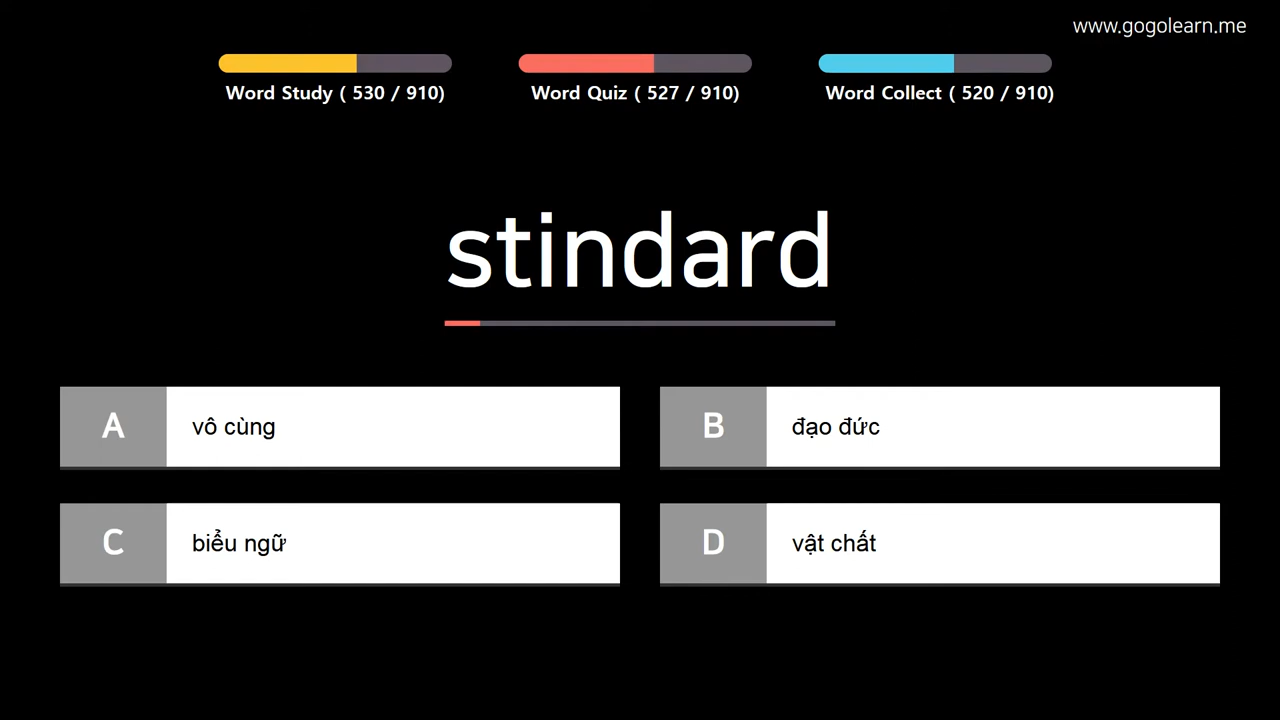 www.gogolearn.me
Word Study ( 530 / 910)
Word Quiz ( 527 / 910)
Word Collect ( 520 / 910)
stindard
A
vô cùng
B
đạo đức
C
biểu ngữ
D
vật chất